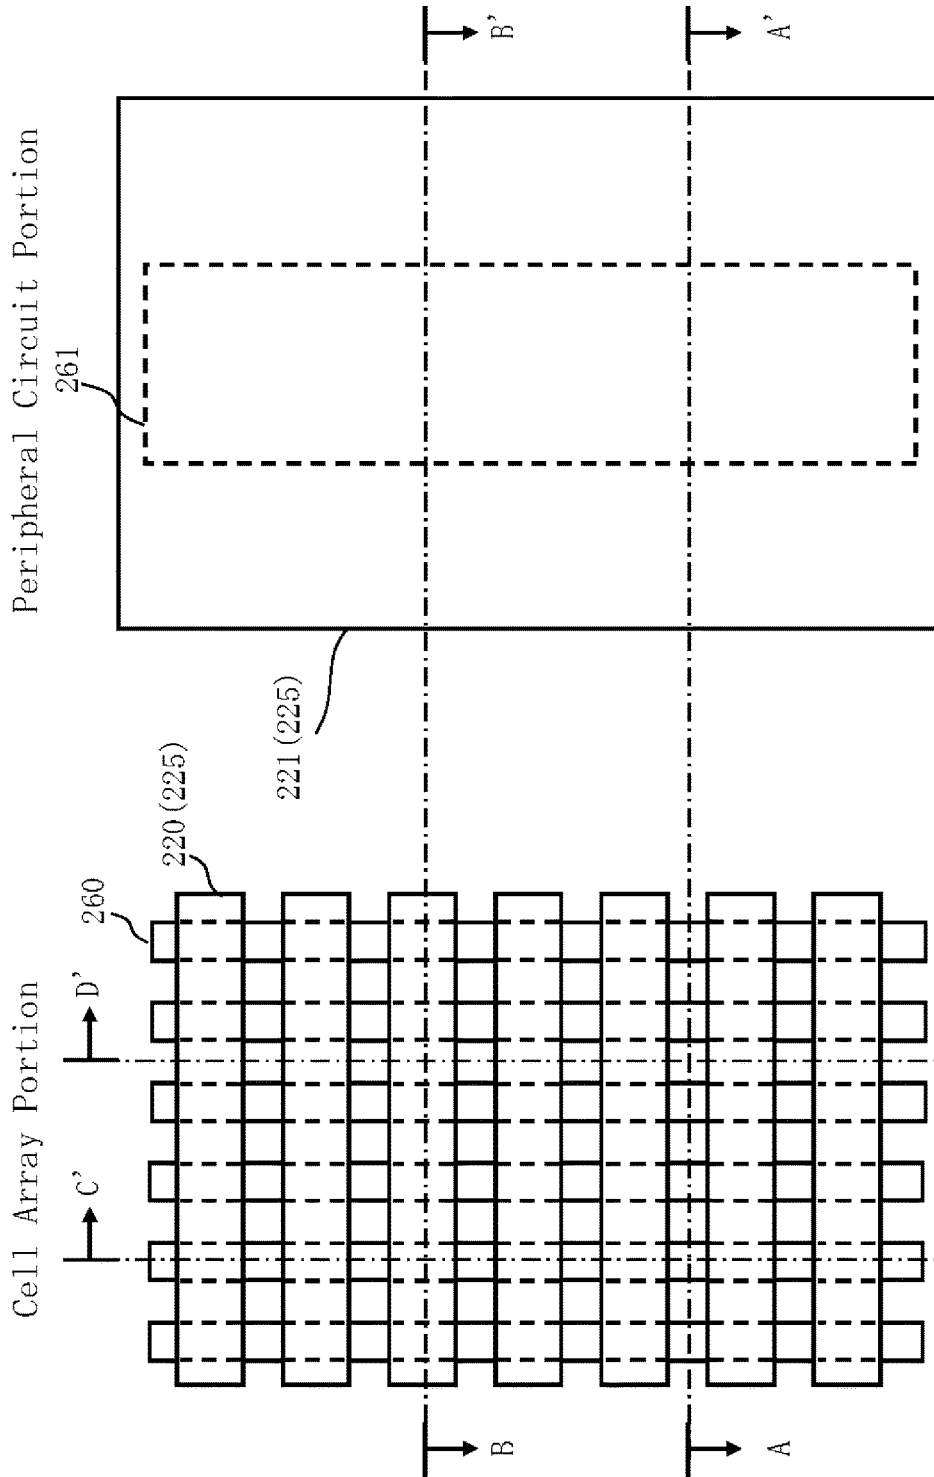 Cell Array Portion
Peripheral Circuit Portion
C'
D'
260
220(225)
221(225)
261
B
B'
A
A'